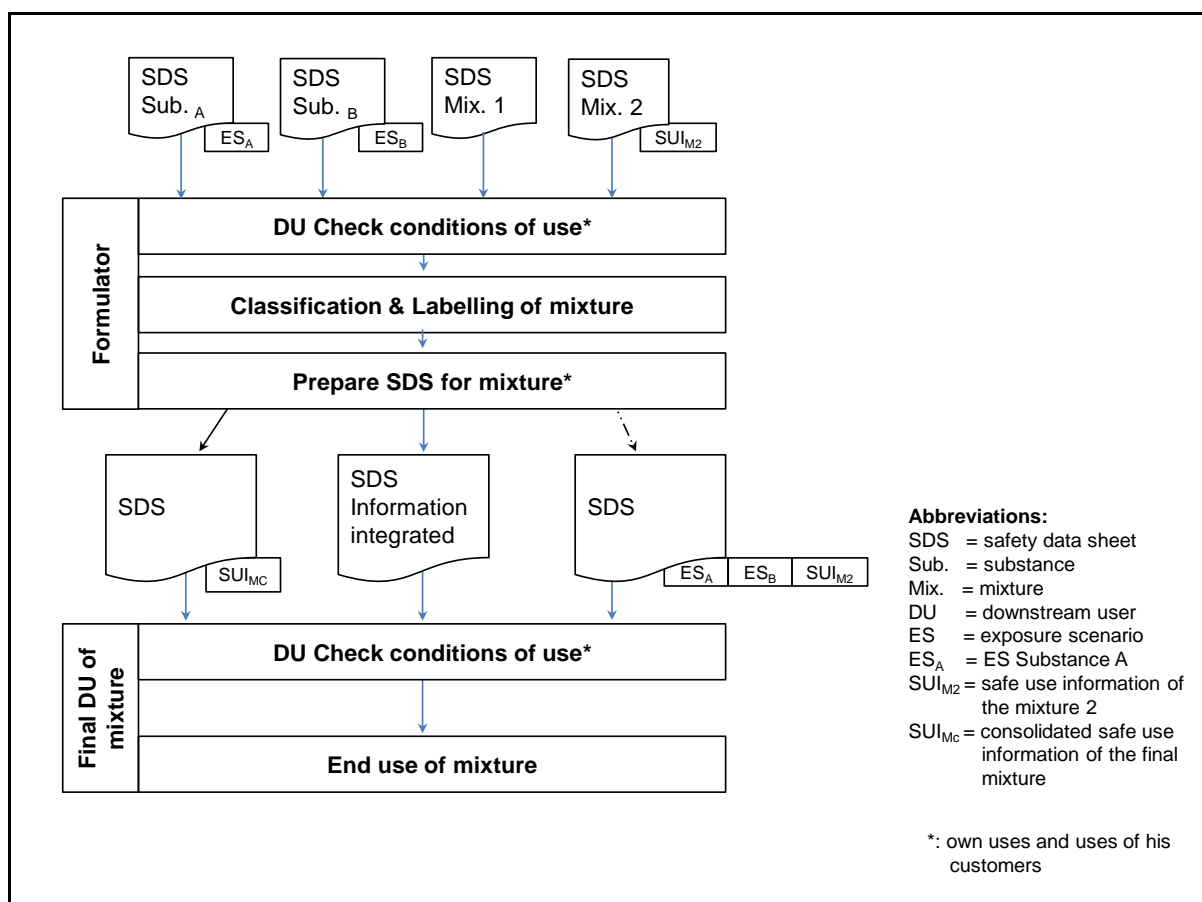 SDS
Sub. A
ESA
SDS
Sub. B
ESB
SDS
Mix. 1
SDS
Mix. 2
SUIM2
Formulator
DU Check conditions of use*
Classification & Labelling of mixture
Prepare SDS for mixture*
SDS
SUIMC
SDS
Information
integrated
SDS
ESA
ESB
SUIM2
Final DU of
mixture
DU Check conditions of use*
End use of mixture
Abbreviations:
SDS = safety data sheet
Sub. = substance
Mix. = mixture
DU = downstream user
ES = exposure scenario
ESA = ES Substance A
SUIM2 = safe use information of
the mixture 2
SUIMc = consolidated safe use
information of the final
mixture
*: own uses and uses of his
customers